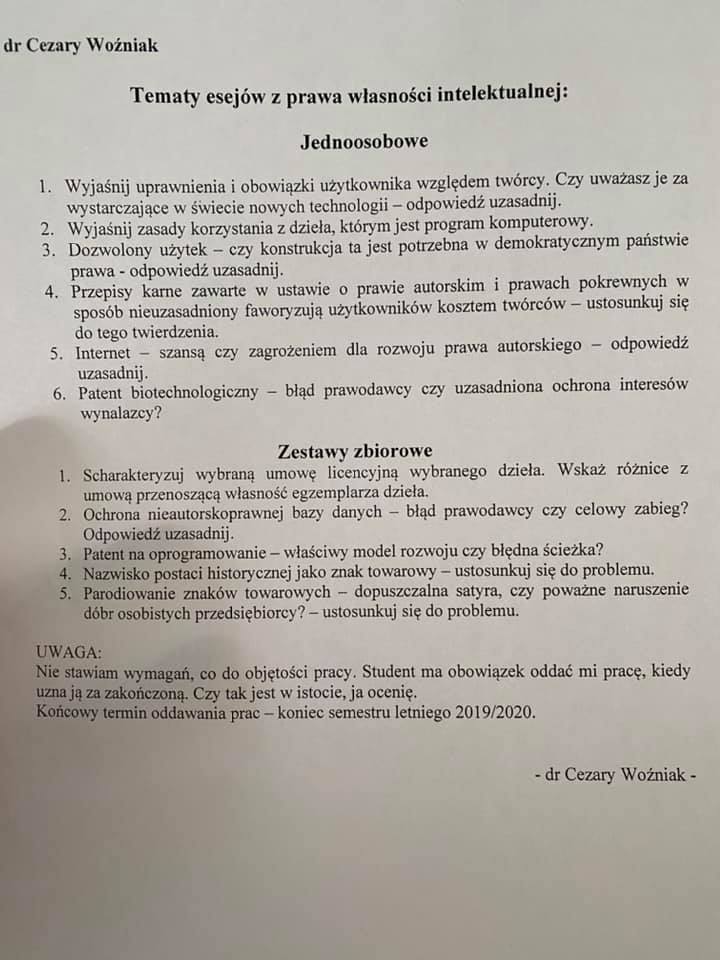 dr Cezary Woźniak
Tematy esejów z prawa własności intelektualnej:
Jednoosobowe
1. Wyjaśnij uprawnienia i obowiązki użytkownika względem twórcy. Czy uważasz je za
wystarczające w świecie nowych technologii – odpowiedź uzasadnij.
2. Wyjaśnij zasady korzystania z dzieła, którym jest program komputerowy.
3. Dozwolony użytek – czy konstrukcja ta jest potrzebna w demokratycznym państwie
prawa - odpowiedź uzasadnij.
4. Przepisy karne zawarte w ustawie o prawie autorskim i prawach pokrewnych w
sposób nieuzasadniony faworyzują użytkowników kosztem twórców – ustosunkuj się
do tego twierdzenia.
5. Internet – szansą czy zagrożeniem dla rozwoju prawa autorskiego – odpowiedź
uzasadnij.
6. Patent biotechnologiczny – błąd prawodawcy czy uzasadniona ochrona interesów
wynalazcy?
Zestawy zbiorowe
1. Scharakteryzuj wybraną umowę licencyjną wybranego dzieła. Wskaż różnice z
umową przenoszącą własność egzemplarza dzieła.
2. Ochrona nieautorskoprawnej bazy danych – błąd prawodawcy czy celowy zabieg?
Odpowiedź uzasadnij.
3. Patent na oprogramowanie – właściwy model rozwoju czy błędna ścieżka?
4. Nazwisko postaci historycznej jako znak towarowy – ustosunkuj się do problemu.
5. Parodiowanie znaków towarowych – dopuszczalna satyra, czy poważne naruszenie
dóbr osobistych przedsiębiorcy? – ustosunkuj się do problemu.
UWAGA:
Nie stawiam wymagań, co do objętości pracy. Student ma obowiązek oddać mi pracę, kiedy
uzna ją za zakończoną. Czy tak jest w istocie, ja ocenię.
Końcowy termin oddawania prac – koniec semestru letniego 2019/2020.
- dr Cezary Woźniak -